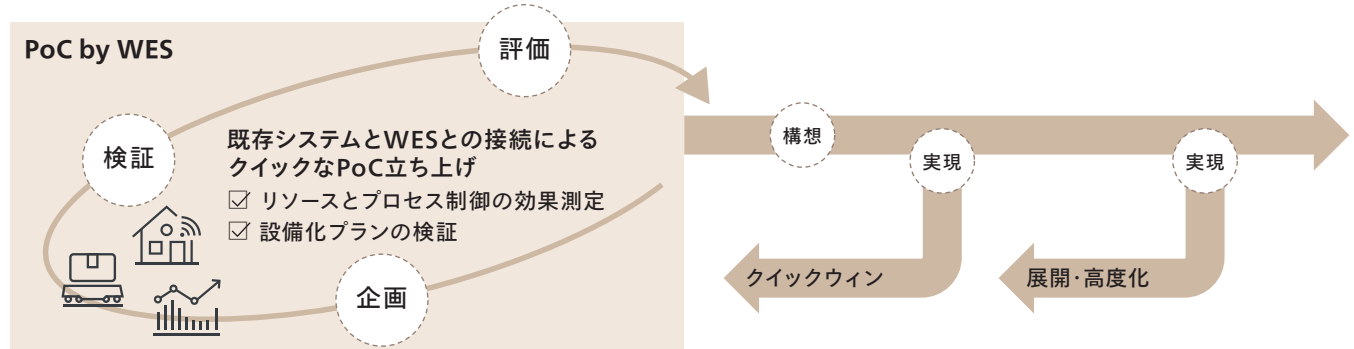 PoC by WES
評価
検証
既存システムとWESとの接続による
クイックなPoC立ち上げ
☑ リソースとプロセス制御の効果測定
☑ 設備化プランの検証
企画
構想
実現
実現
クイックウィン
展開・高度化